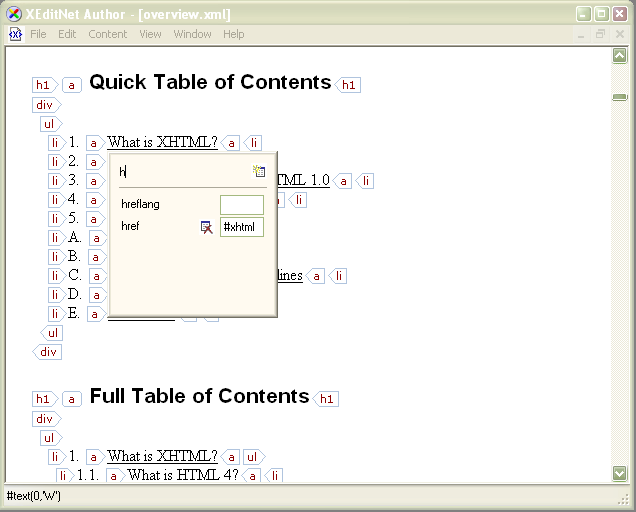 XEditNet Author - [overview.xml]
File Edit Content View Window Help
h1 a Quick Table of Contents h1
div
ul
li 1. a What is XHTML? a li
li 2. a
h
li 3. a TML 1.0 a li
li 4. a hreflang a li
li 5. a
href #xhtml
li A. a
li B. a
li C. a lines a li
li D. a
li E. a
ul
div
h1 a Full Table of Contents h1
div
ul
li 1. a What is XHTML? a ul
li 1.1. a What is HTML 4? a li
#text(0,'W')